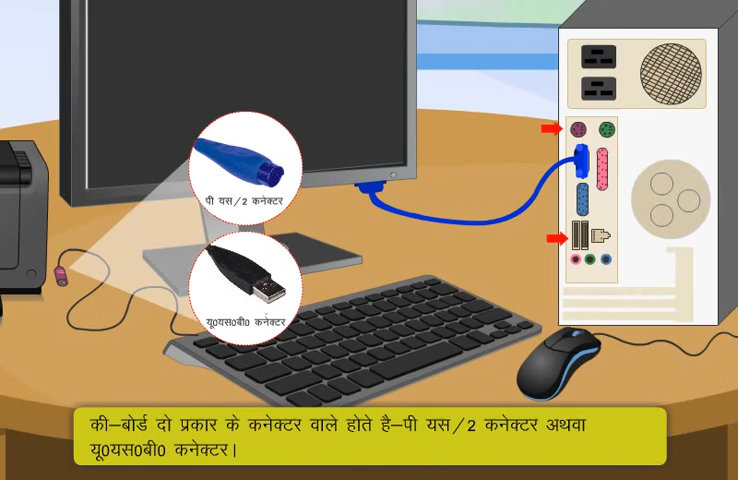 पी यस/2 कनेक्टर
यू0यस0बी0 कनेक्टर
की–बोर्ड दो प्रकार के कनेक्टर वाले होते है–पी यस/2 कनेक्टर अथवा
यू0यस0बी0 कनेक्टर।